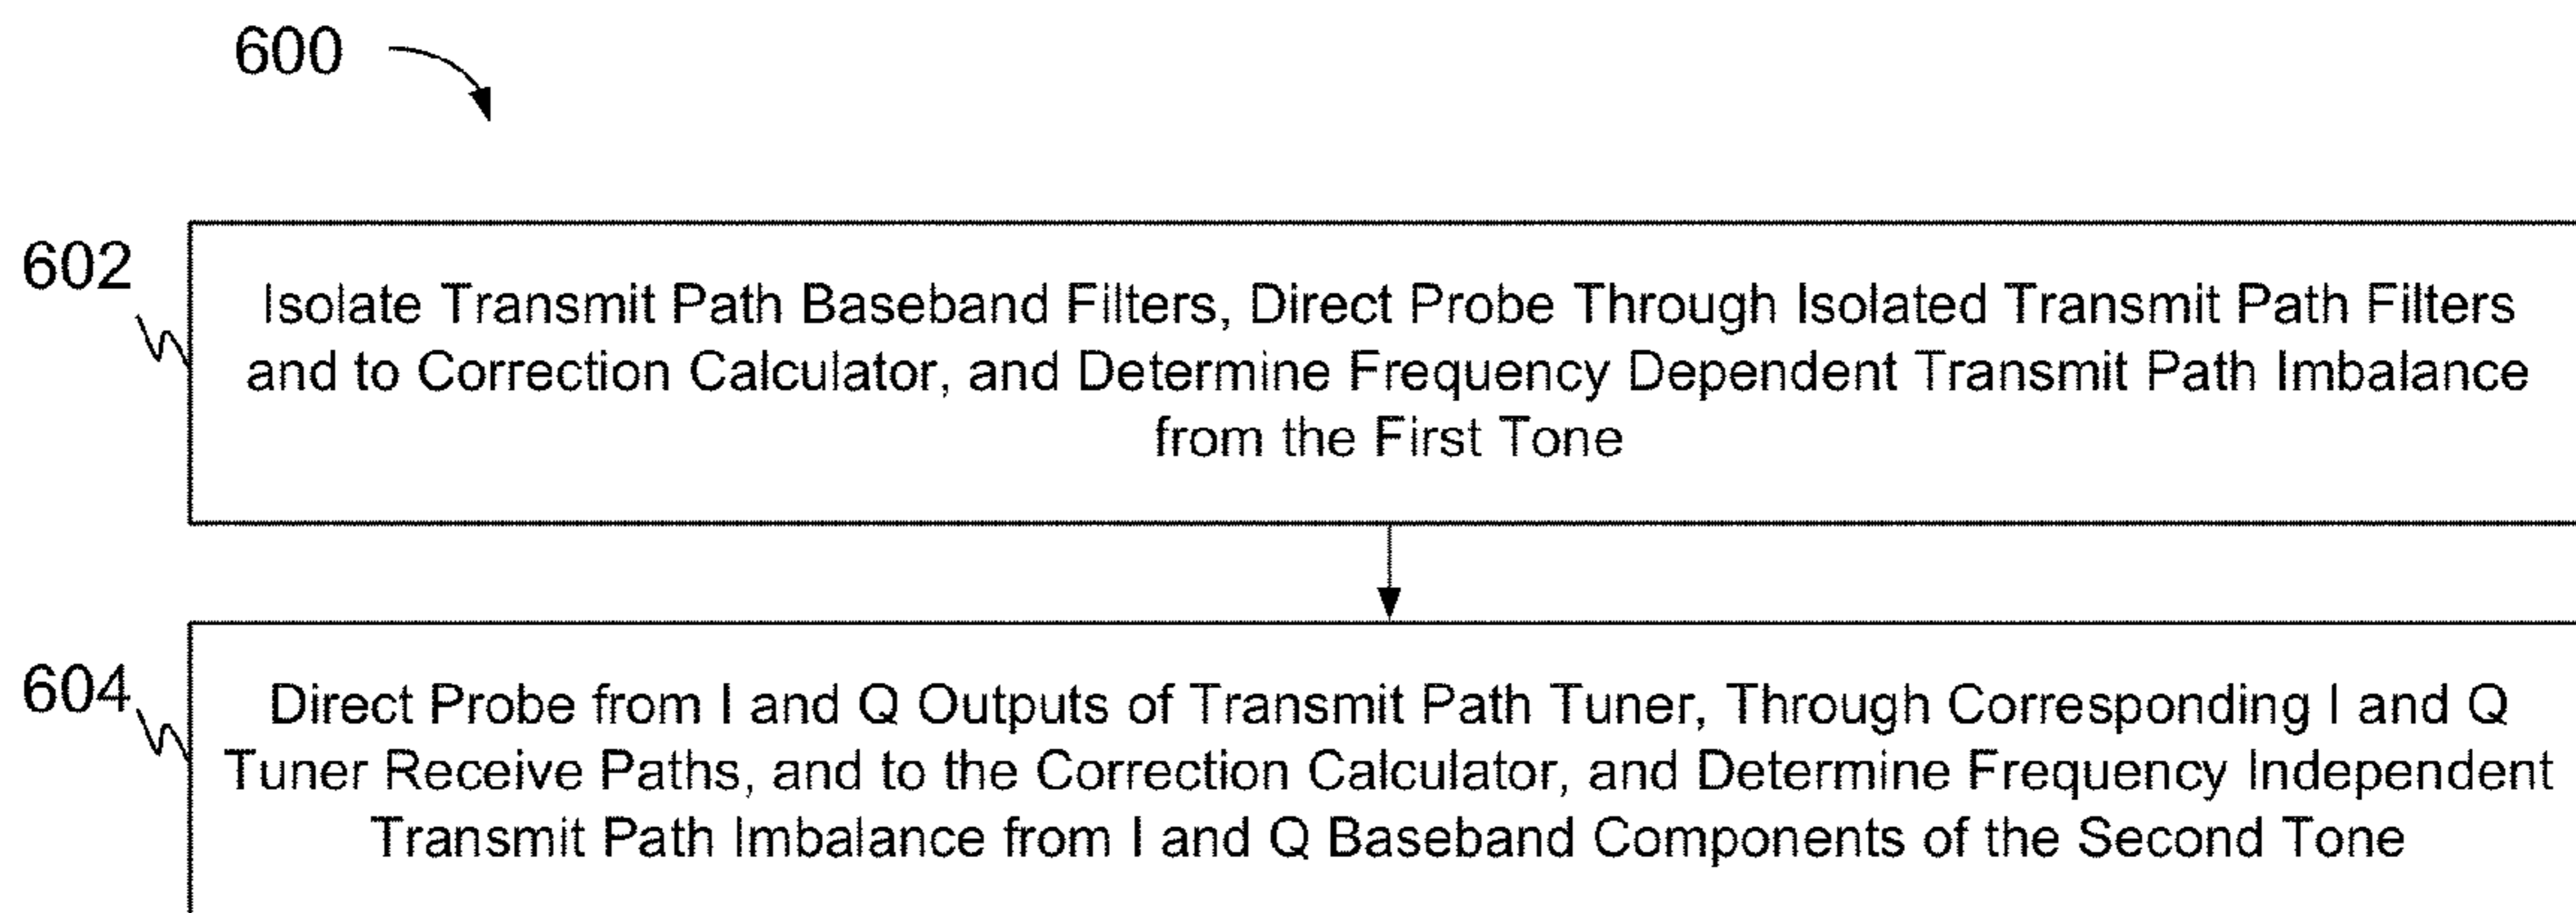 600
602
Isolate Transmit Path Baseband Filters, Direct Probe Through Isolated Transmit Path Filters
and to Correction Calculator, and Determine Frequency Dependent Transmit Path Imbalance
from the First Tone
604
Direct Probe from I and Q Outputs of Transmit Path Tuner, Through Corresponding I and Q
Tuner Receive Paths, and to the Correction Calculator, and Determine Frequency Independent
Transmit Path Imbalance from I and Q Baseband Components of the Second Tone